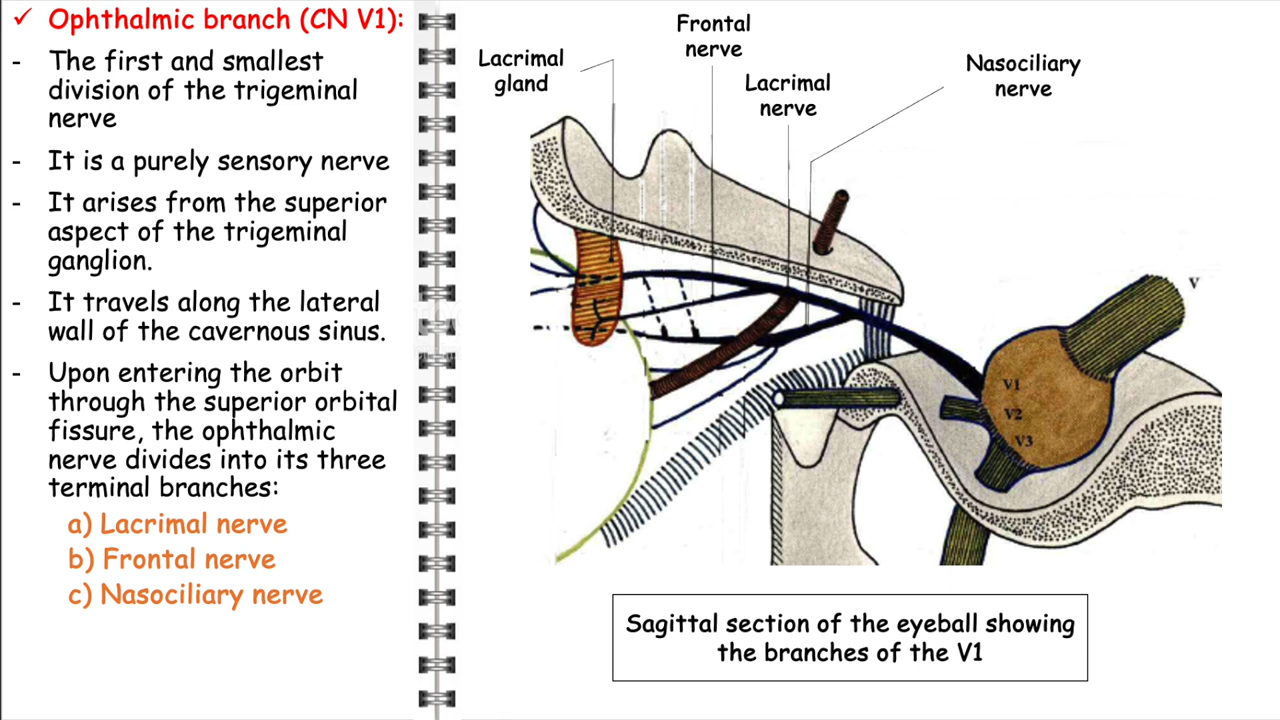 ✓ Ophthalmic branch (CN V1):
- The first and smallest
division of the trigeminal
nerve
- It is a purely sensory nerve
- It arises from the superior
aspect of the trigeminal
ganglion.
- It travels along the lateral
wall of the cavernous sinus.
- Upon entering the orbit
through the superior orbital
fissure, the ophthalmic
nerve divides into its three
terminal branches:
a) Lacrimal nerve
b) Frontal nerve
c) Nasociliary nerve
Lacrimal
gland
Frontal
nerve
Lacrimal
nerve
Nasociliary
nerve
V
V1
V2
V3
Sagittal section of the eyeball showing
the branches of the V1